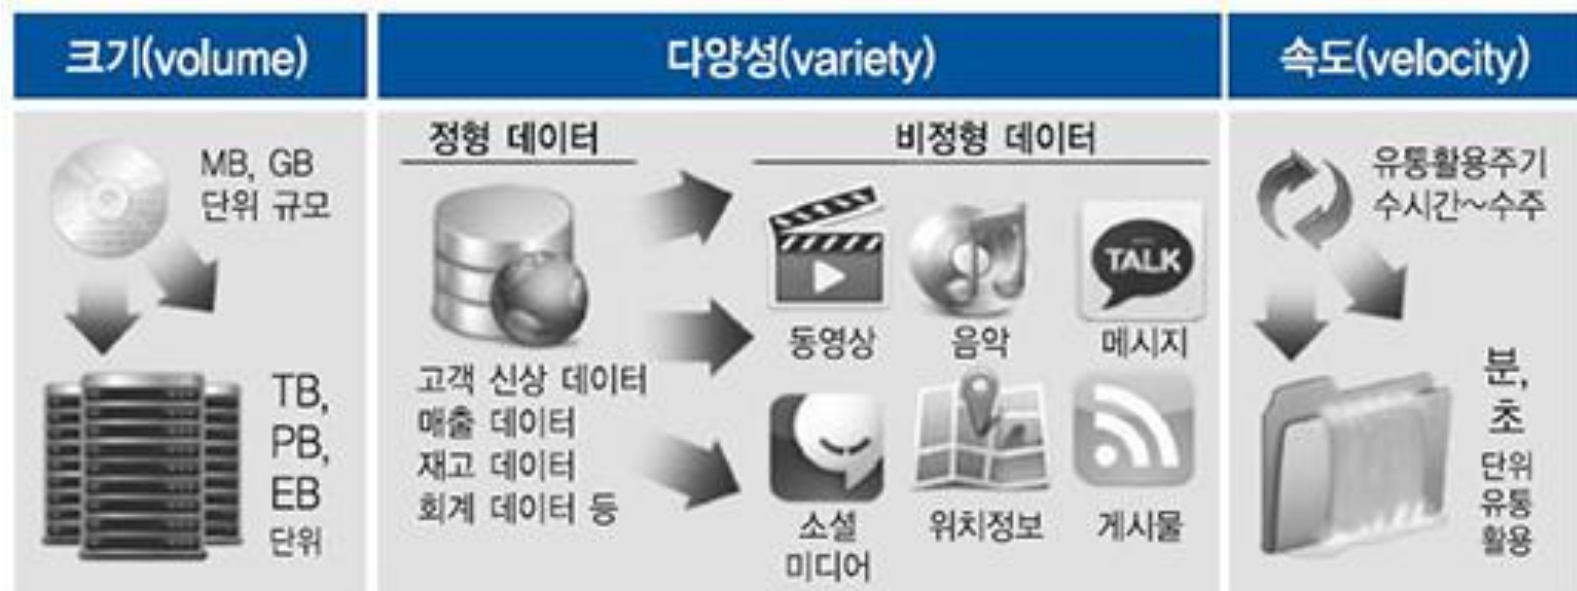 크기(volume)
MB, GB
단위 규모
TB,
PB,
EB
단위
다양성(variety)
정형 데이터
고객 신상 데이터
매출 데이터
재고 데이터
회계 데이터 등
비정형 데이터
TALK
동영상
음악
메시지
소셜
미디어
위치정보
게시물
속도(velocity)
유통활용주기
수시간~수주
분,
초
단위
유통
활용